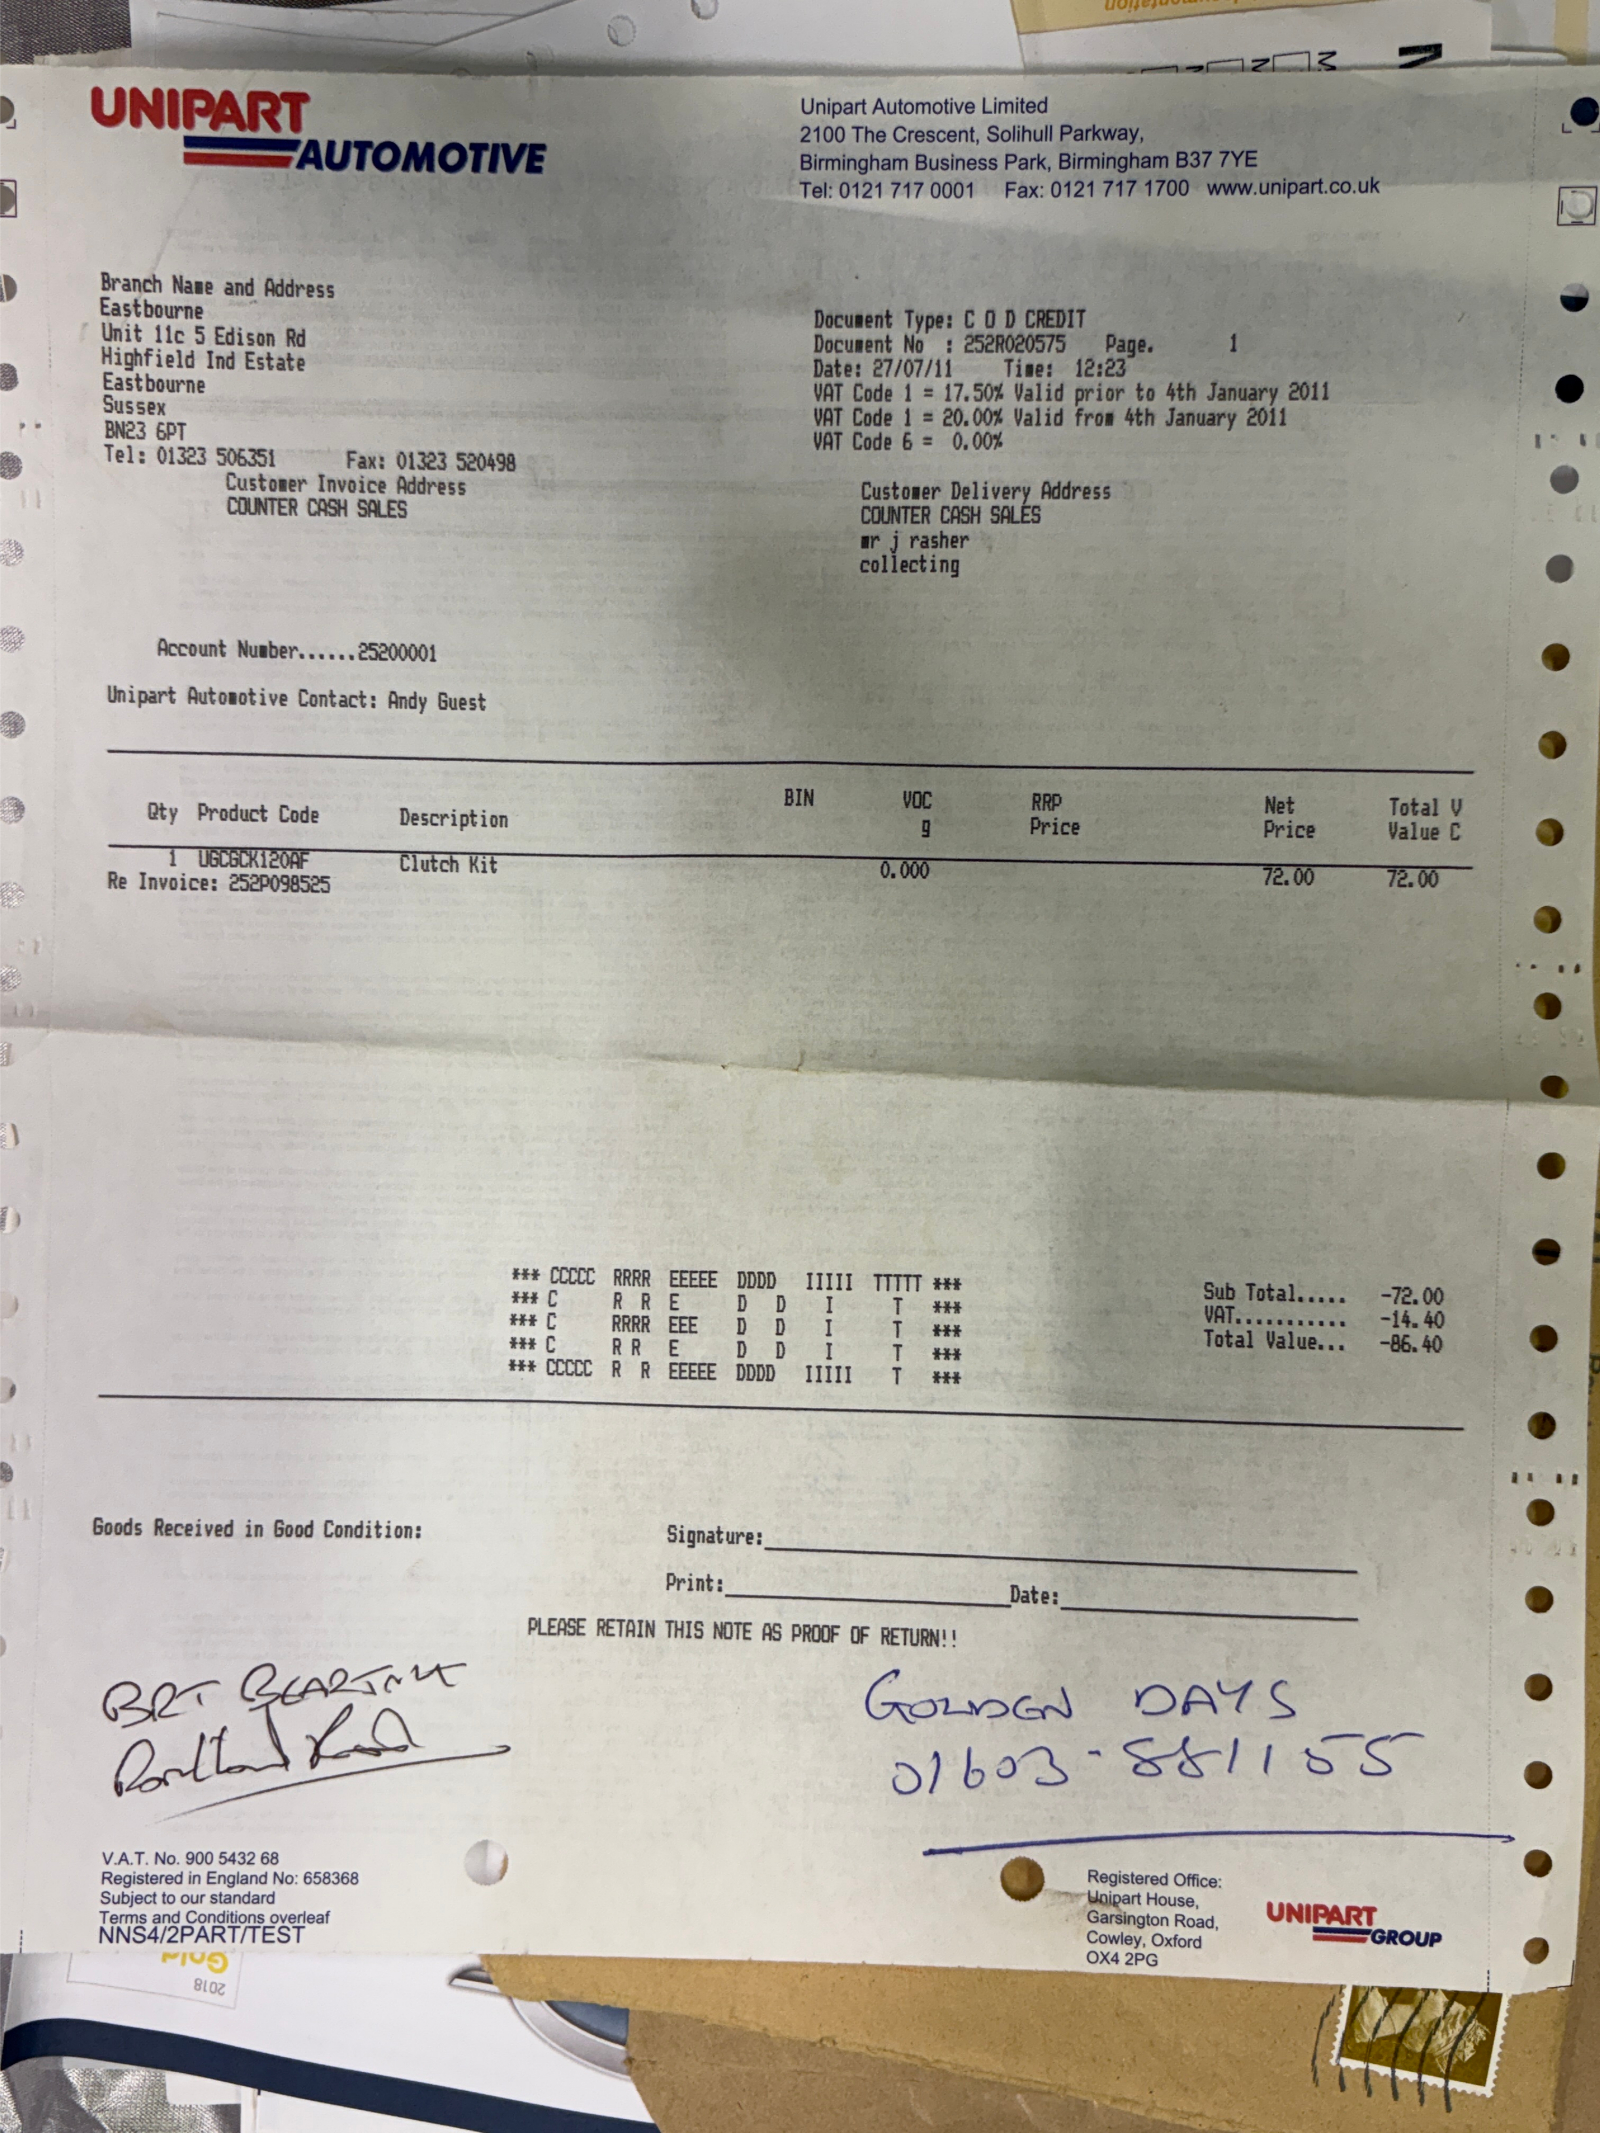 UNIPART
AUTOMOTIVE
Unipart Automotive Limited
2100 The Crescent, Solihull Parkway,
Birmingham Business Park, Birmingham B37 7YE
Tel: 0121 717 0001 Fax: 0121 717 1700 www.unipart.co.uk
Branch Name and Address
Eastbourne
Unit 11c 5 Edison Rd
Highfield Ind Estate
Eastbourne
Sussex
BN23 6PT
Tel: 01323 506351 Fax: 01323 520498
Customer Invoice Address
COUNTER CASH SALES
Document Type: C O D CREDIT
Document No : 252R020575 Page. 1
Date: 27/07/11 Time: 12:23
VAT Code 1 = 17.50% Valid prior to 4th January 2011
VAT Code 1 = 20.00% Valid from 4th January 2011
VAT Code 6 = 0.00%
Customer Delivery Address
COUNTER CASH SALES
mr j rasher
collecting
Account Number......25200001
Unipart Automotive Contact: Andy Guest
Qty Product Code Description BIN VOC g RRP Price Net Price Total Value V C
1 UGCGCK120AF Clutch Kit 0.000 72.00 72.00
Re Invoice: 252P098525
*** CCCCC RRRR EEEEE DDDD IIIII TTTTT ***
*** C R R E D D I T ***
*** C RRRR EEE D D I T ***
*** C R R E D D I T ***
*** CCCCC R R EEEEE DDDD IIIII T ***
Sub Total..... -72.00
VAT........... -14.40
Total Value... -86.40
Goods Received in Good Condition:
Signature:
Print: Date:
PLEASE RETAIN THIS NOTE AS PROOF OF RETURN!!
BRT BEARING
Portland Road
GOLDEN DAYS
01603-881155
V.A.T. No. 900 5432 68
Registered in England No: 658368
Subject to our standard
Terms and Conditions overleaf
NNS4/2PART/TEST
Registered Office:
Unipart House,
Garsington Road,
Cowley, Oxford
OX4 2PG
UNIPART
GROUP
Gold
2018